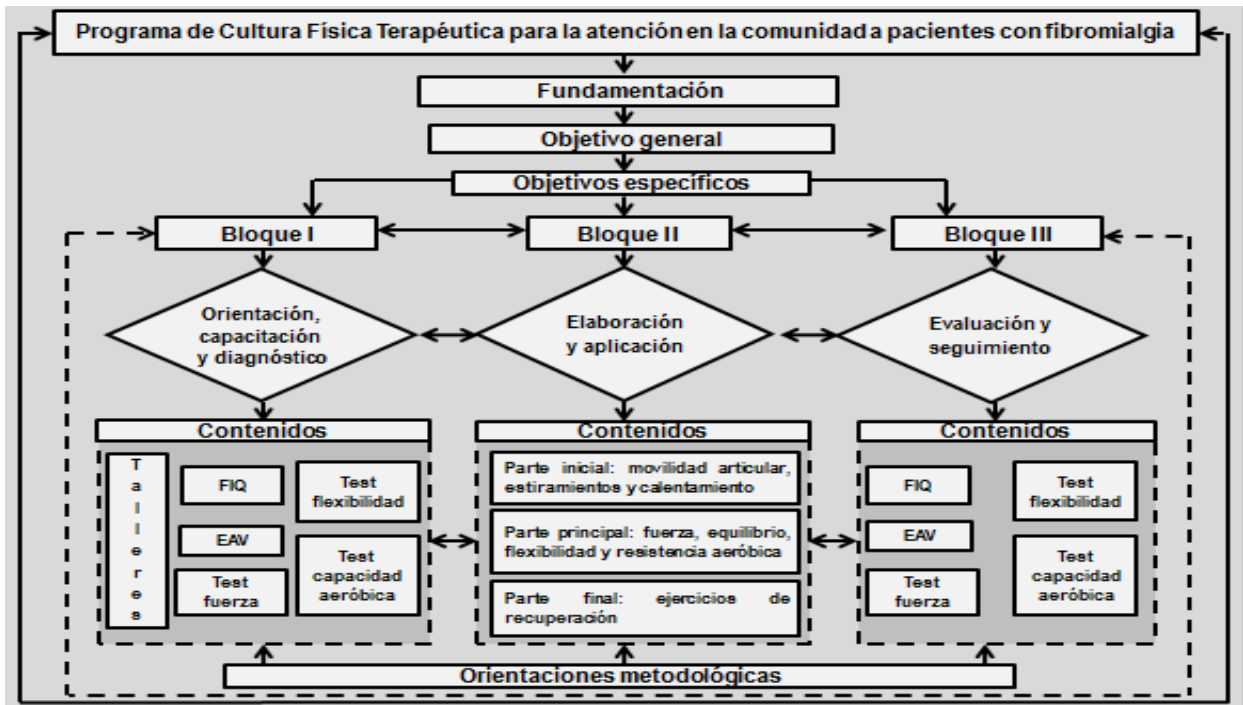 Programa de Cultura Física Terapéutica para la atención en la comunidad a pacientes con fibromialgia
Fundamentación
Objetivo general
Objetivos específicos
Bloque I
Bloque II
Bloque III
Orientación,
capacitación
y diagnóstico
Elaboración
y aplicación
Evaluación y
seguimiento
Contenidos
Contenidos
Contenidos
Talleres
FIQ
EAV
Test
fuerza
Test
flexibilidad
Test
capacidad
aeróbica
Parte inicial: movilidad articular,
estiramientos y calentamiento
Parte principal: fuerza, equilibrio,
flexibilidad y resistencia aeróbica
Parte final: ejercicios de
recuperación
FIQ
EAV
Test
fuerza
Test
flexibilidad
Test
capacidad
aeróbica
Orientaciones metodológicas